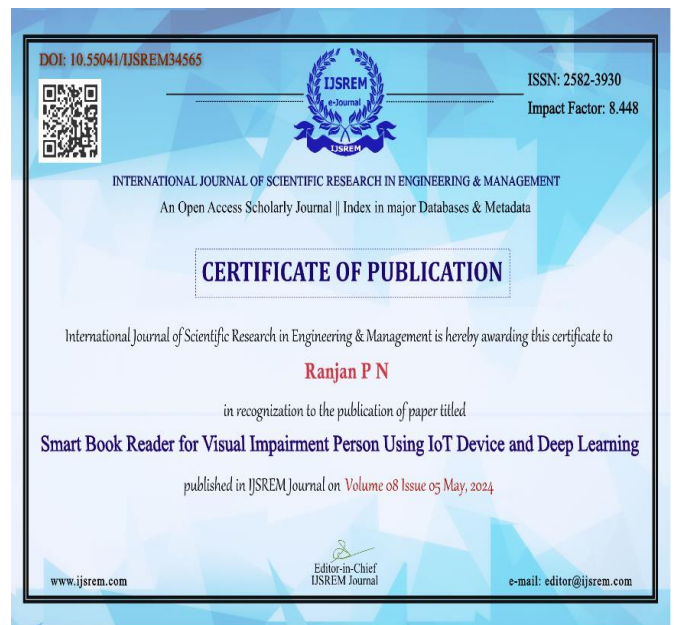 DOI: 10.55041/IJSREM34565
IJSREM
e-Journal
IJSREM
ISSN: 2582-3930
Impact Factor: 8.448
INTERNATIONAL JOURNAL OF SCIENTIFIC RESEARCH IN ENGINEERING & MANAGEMENT
An Open Access Scholarly Journal || Index in major Databases & Metadata
CERTIFICATE OF PUBLICATION
International Journal of Scientific Research in Engineering & Management is hereby awarding this certificate to
Ranjan P N
in recognization to the publication of paper titled
Smart Book Reader for Visual Impairment Person Using IoT Device and Deep Learning
published in IJSREM Journal on Volume 08 Issue 05 May, 2024
Editor-in-Chief
IJSREM Journal
www.ijsrem.com
e-mail: editor@ijsrem.com